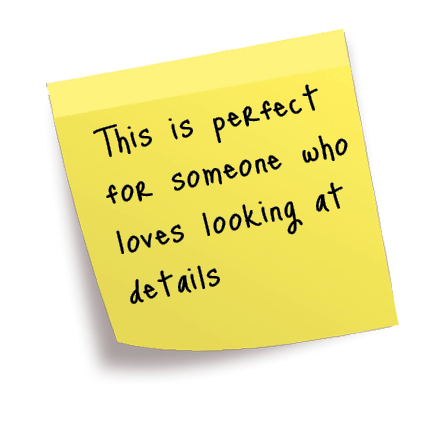 This is perfect
for someone who
loves looking at
details